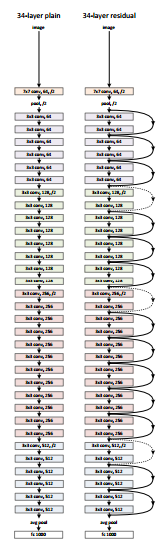 34-layer plain
image
7x7 conv, 64, /2
pool, /2
3x3 conv, 64
3x3 conv, 64
3x3 conv, 64
3x3 conv, 64
3x3 conv, 64
3x3 conv, 64
3x3 conv, 128, /2
3x3 conv, 128
3x3 conv, 128
3x3 conv, 128
3x3 conv, 128
3x3 conv, 128
3x3 conv, 128
3x3 conv, 128
3x3 conv, 256, /2
3x3 conv, 256
3x3 conv, 256
3x3 conv, 256
3x3 conv, 256
3x3 conv, 256
3x3 conv, 256
3x3 conv, 256
3x3 conv, 256
3x3 conv, 256
3x3 conv, 256
3x3 conv, 256
3x3 conv, 512, /2
3x3 conv, 512
3x3 conv, 512
3x3 conv, 512
3x3 conv, 512
3x3 conv, 512
avg pool
fc 1000
34-layer residual
image
7x7 conv, 64, /2
pool, /2
3x3 conv, 64
3x3 conv, 64
3x3 conv, 64
3x3 conv, 64
3x3 conv, 64
3x3 conv, 64
3x3 conv, 128, /2
3x3 conv, 128
3x3 conv, 128
3x3 conv, 128
3x3 conv, 128
3x3 conv, 128
3x3 conv, 128
3x3 conv, 128
3x3 conv, 256, /2
3x3 conv, 256
3x3 conv, 256
3x3 conv, 256
3x3 conv, 256
3x3 conv, 256
3x3 conv, 256
3x3 conv, 256
3x3 conv, 256
3x3 conv, 256
3x3 conv, 256
3x3 conv, 256
3x3 conv, 512, /2
3x3 conv, 512
3x3 conv, 512
3x3 conv, 512
3x3 conv, 512
3x3 conv, 512
avg pool
fc 1000